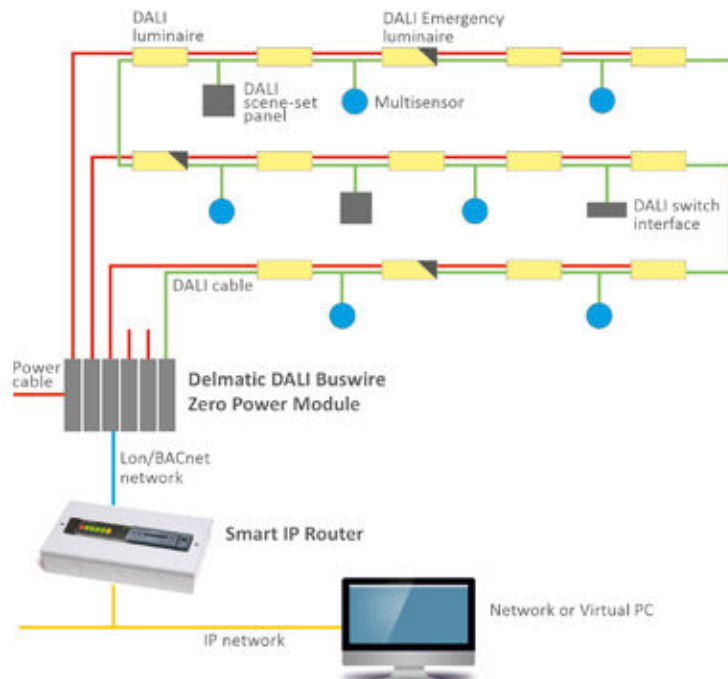 DALI
luminaire
DALI Emergency
luminaire
DALI
scene-set
panel
Multisensor
DALI switch
interface
DALI cable
Power
cable
Delmatic DALI Buswire
Zero Power Module
Lon/BACnet
network
Smart IP Router
Network or Virtual PC
IP network